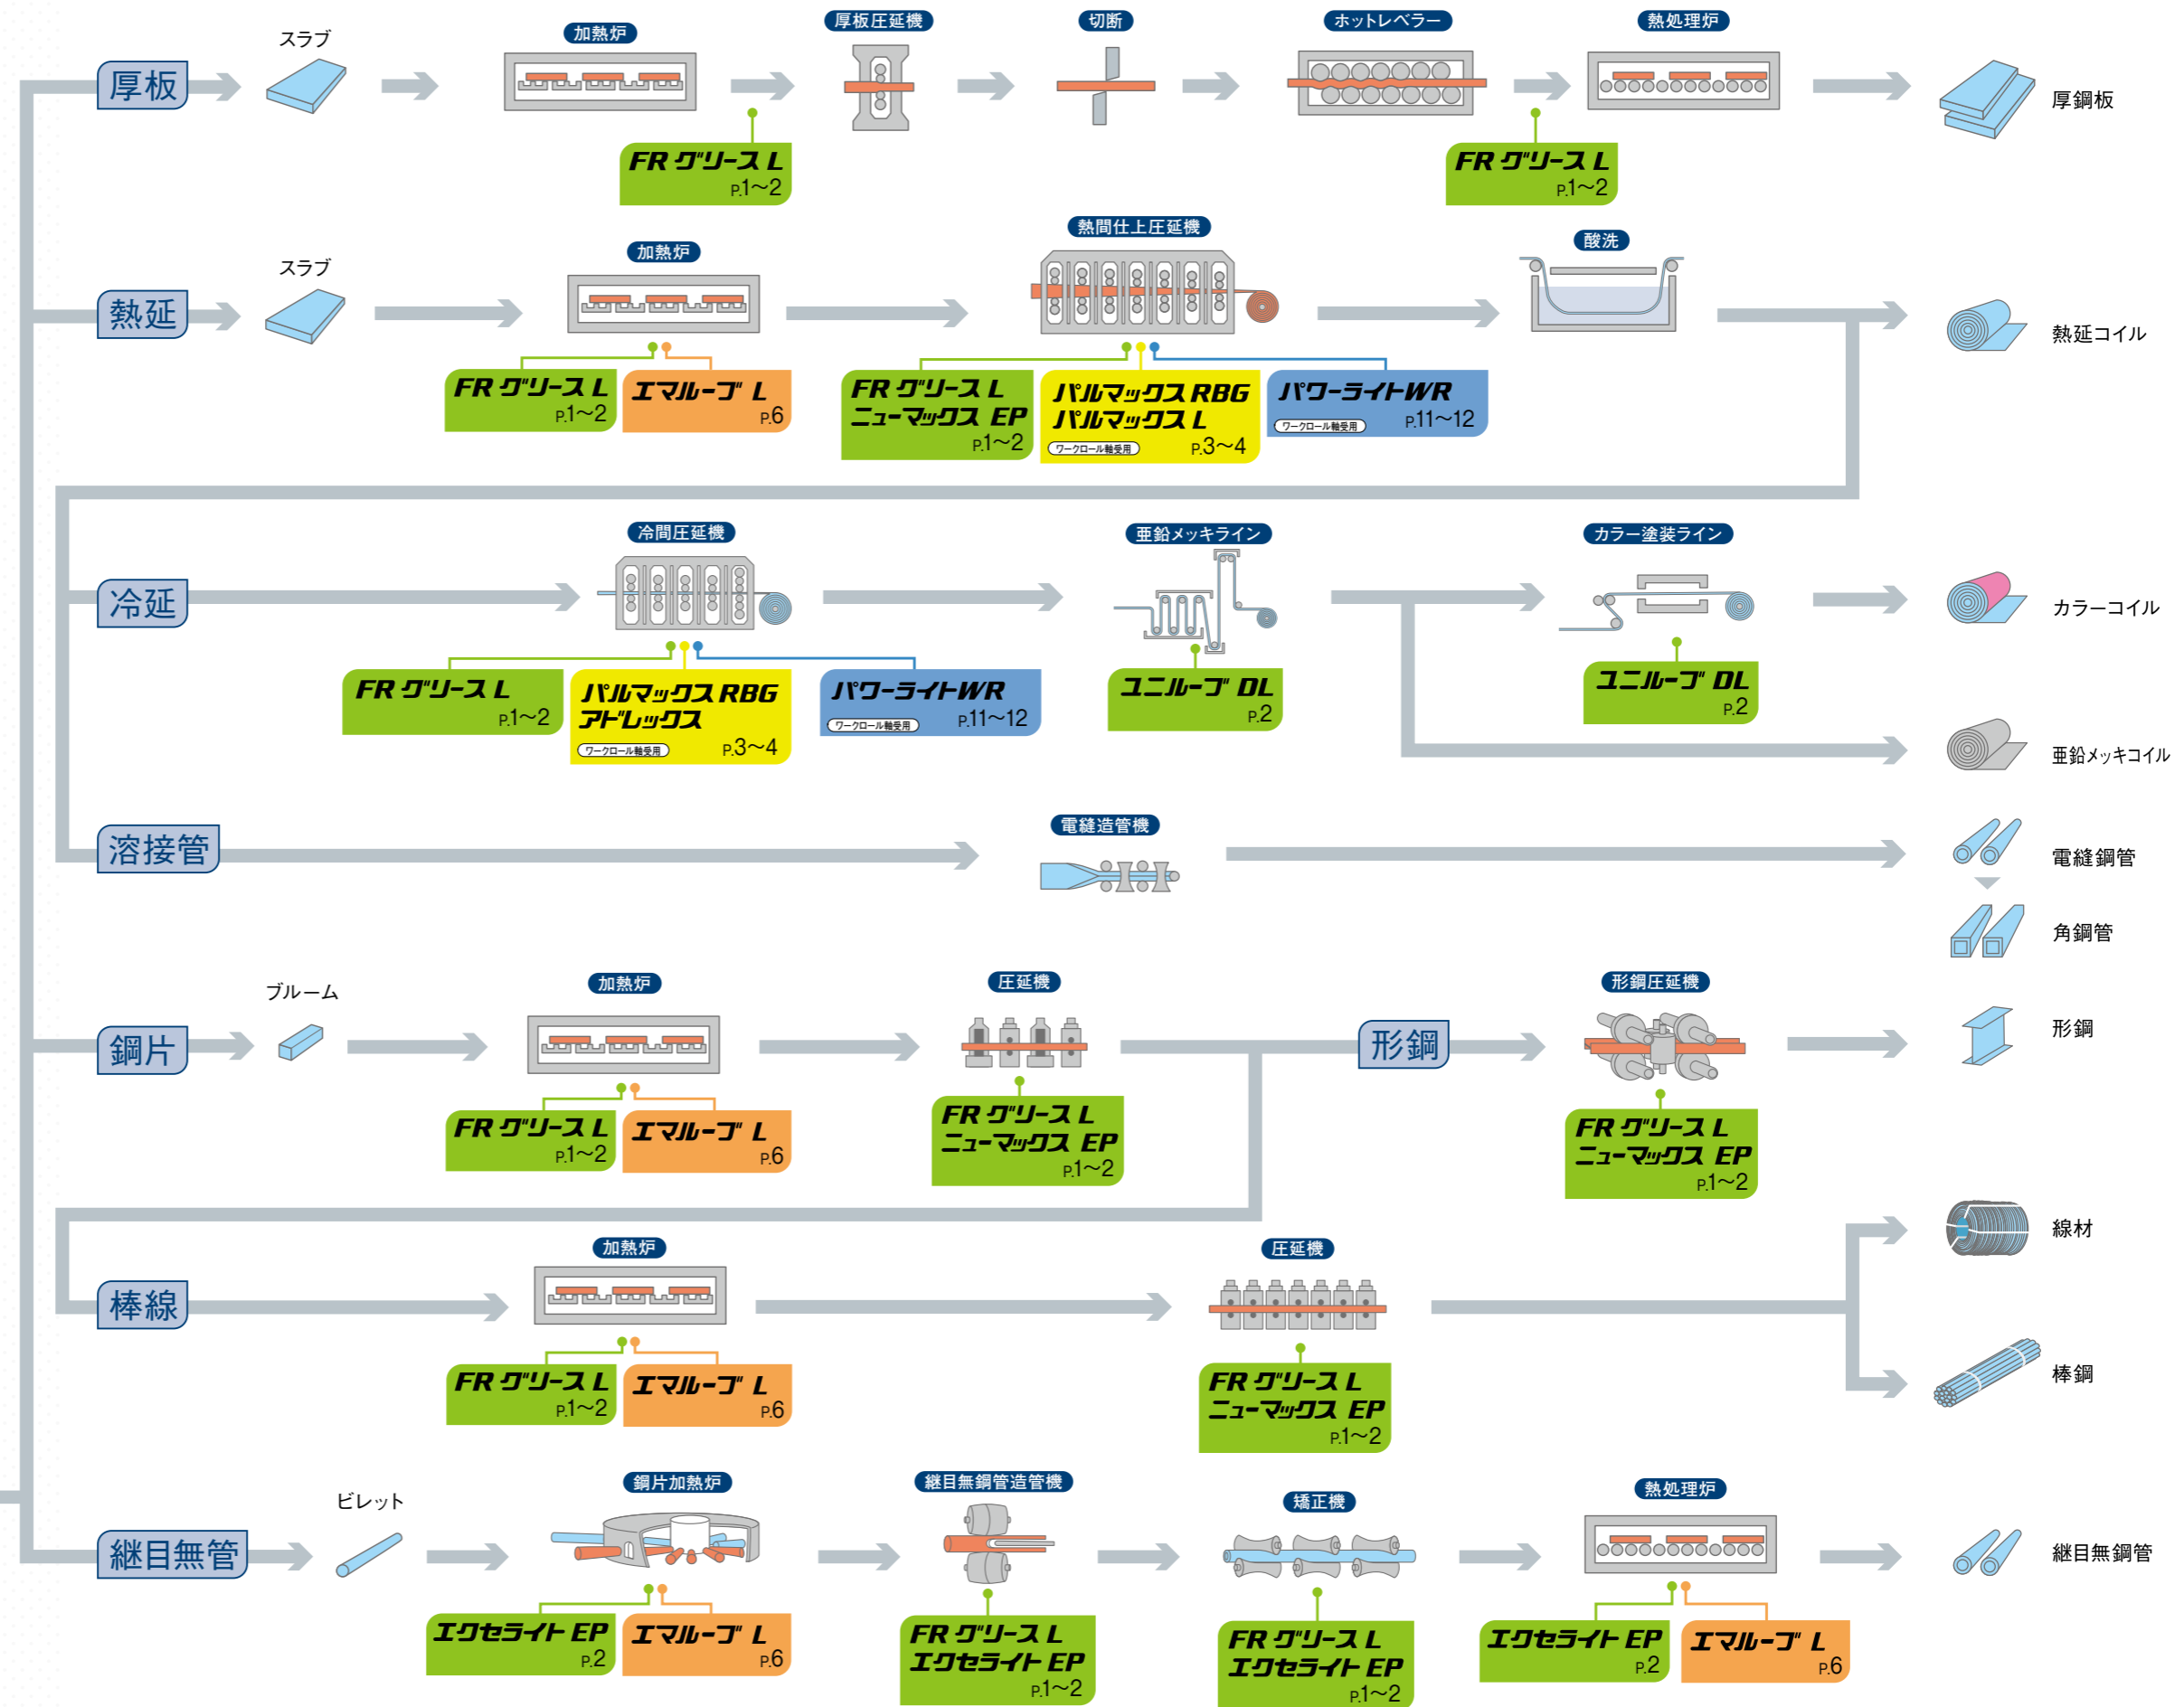 厚板
スラブ
加熱炉
厚板圧延機
切断
ホットレベラー
熱処理炉
厚鋼板
FR グリース L
P.1～2
FR グリース L
P.1～2
熱延
スラブ
加熱炉
熱間仕上圧延機
酸洗
熱延コイル
FR グリース L
P.1～2
エマルーブ L
P.6
FR グリース L
ニューマックス EP
P.1～2
パルマックス RBG
パルマックス L
ワークロール軸受用 P.3～4
パワーライトWR
ワークロール軸受用 P.11～12
冷延
冷間圧延機
亜鉛メッキライン
カラー塗装ライン
カラーコイル
FR グリース L
P.1～2
パルマックス RBG
アドレックス
ワークロール軸受用 P.3～4
パワーライトWR
ワークロール軸受用 P.11～12
ユニルーブ DL
P.2
ユニルーブ DL
P.2
亜鉛メッキコイル
溶接管
電縫造管機
電縫鋼管
角鋼管
鋼片
ブルーム
加熱炉
圧延機
形鋼
形鋼圧延機
形鋼
FR グリース L
P.1～2
エマルーブ L
P.6
FR グリース L
ニューマックス EP
P.1～2
FR グリース L
ニューマックス EP
P.1～2
棒線
加熱炉
圧延機
線材
棒鋼
FR グリース L
P.1～2
エマルーブ L
P.6
FR グリース L
ニューマックス EP
P.1～2
継目無管
ビレット
鋼片加熱炉
継目無鋼管造管機
矯正機
熱処理炉
継目無鋼管
エクセライト EP
P.2
エマルーブ L
P.6
FR グリース L
エクセライト EP
P.1～2
FR グリース L
エクセライト EP
P.1～2
エクセライト EP
P.2
エマルーブ L
P.6